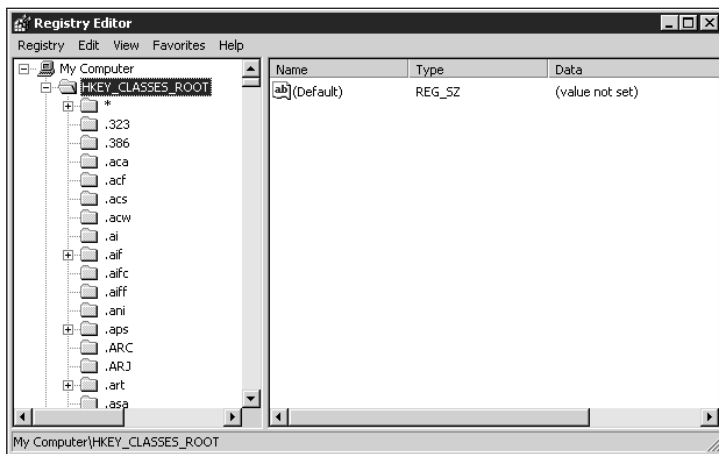 Registry Editor
Registry Edit View Favorites Help
My Computer
HKEY_CLASSES_ROOT
*
.323
.386
.aca
.acf
.acs
.acw
.ai
.aif
.aifc
.aiff
.ani
.aps
.ARC
.ARJ
.art
.asa
Name Type Data
ab (Default) REG_SZ (value not set)
My Computer\HKEY_CLASSES_ROOT